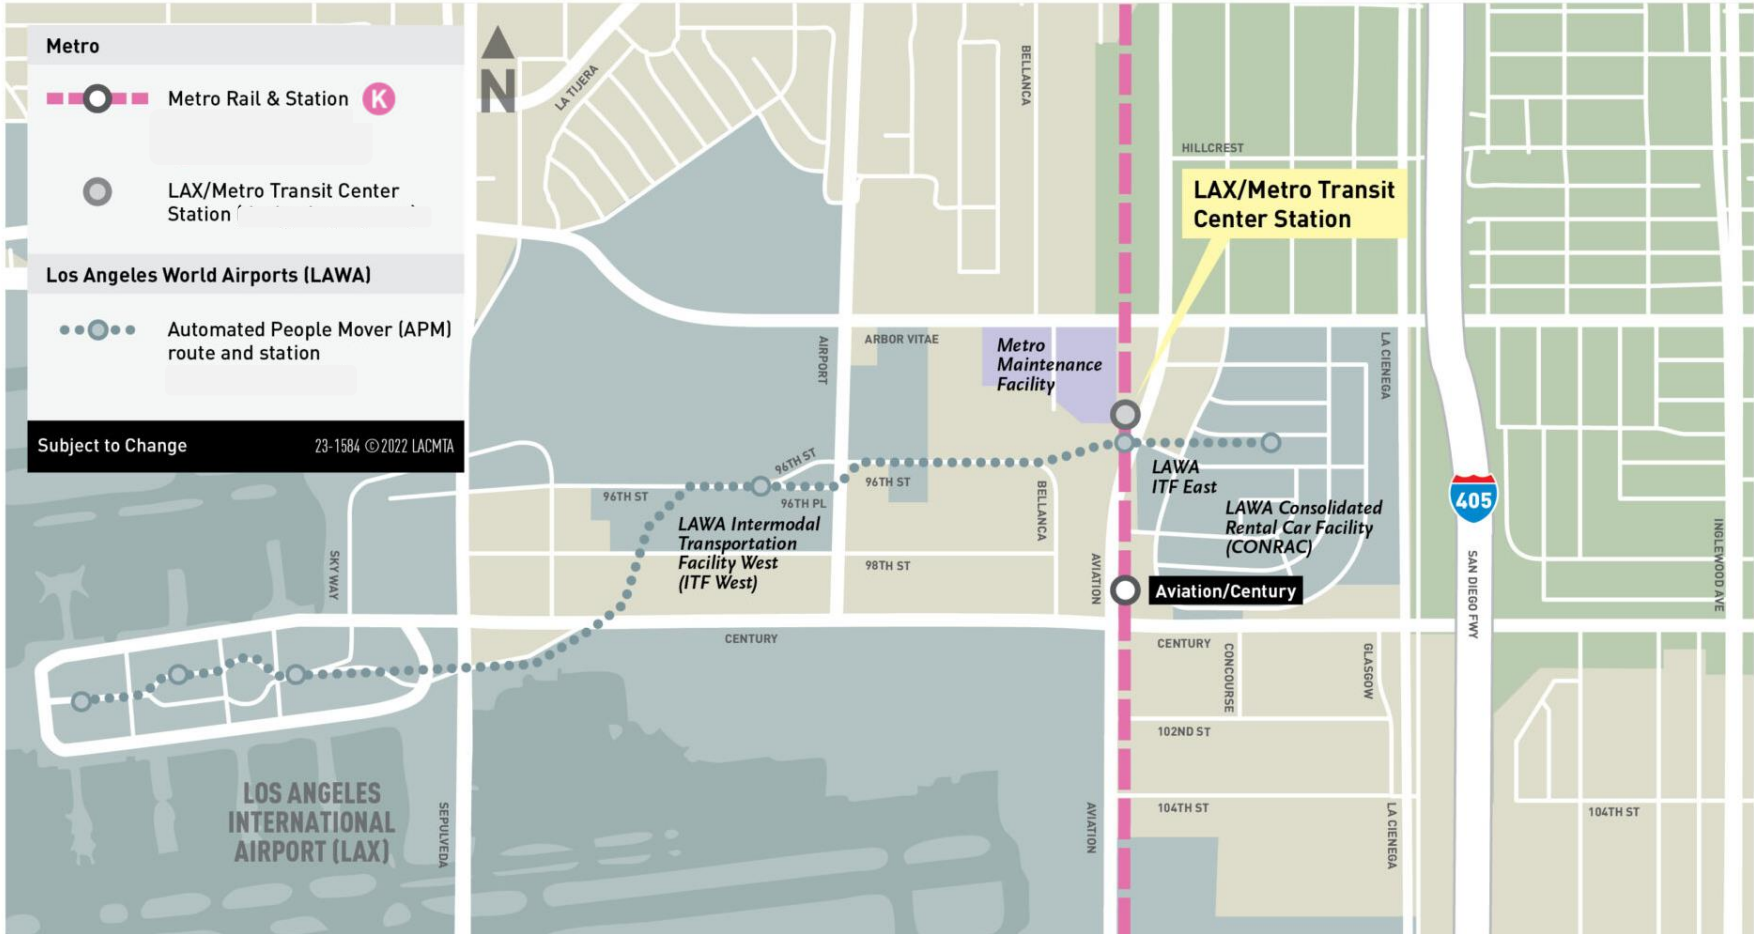 Metro
Metro Rail & Station K
LAX/Metro Transit Center
Station
Los Angeles World Airports (LAWA)
Automated People Mover (APM)
route and station
Subject to Change
23-1584 ©2022 LACMTA
N
LA TIJERA
BELLANCA
HILLCREST
LAX/Metro Transit
Center Station
AIRPORT
ARBOR VITAE
Metro
Maintenance
Facility
LA CIENEGA
96TH ST
96TH ST
96TH PL
96TH ST
BELLANCA
LAWA
ITF East
405
LAWA Intermodal
Transportation
Facility West
(ITF West)
LAWA Consolidated
Rental Car Facility
(CONRAC)
SKY WAY
98TH ST
AVIATION
Aviation/Century
SAN DIEGO FWY
INGLEWOOD AVE
CENTURY
CENTURY
CONCOURSE
GLASGOW
102ND ST
LOS ANGELES
INTERNATIONAL
AIRPORT (LAX)
SEPULVEDA
AVIATION
104TH ST
LA CIENEGA
104TH ST